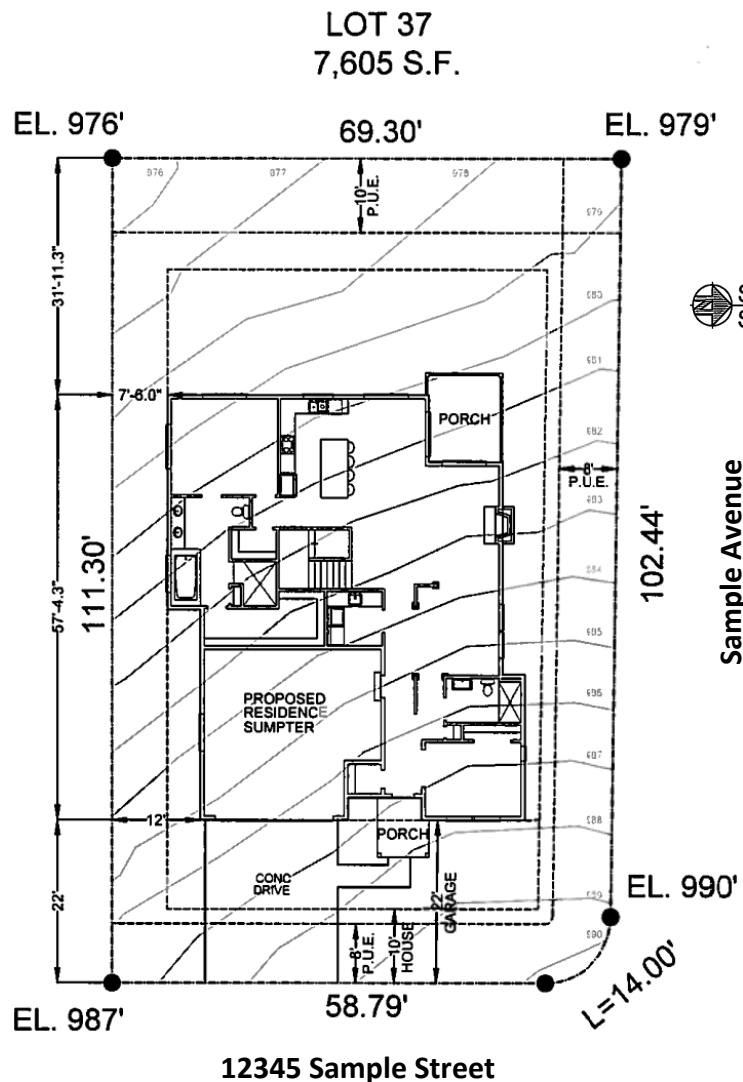 LOT 37
7,605 S.F.
EL. 976'
69.30'
EL. 979'
976
977
978
10'
P.U.E.
979
31'-11.3"
980
981
7'-6.0"
PORCH
982
8'
P.U.E.
983
Sample Avenue
111.30'
57'-4.3"
102.44'
984
985
PROPOSED
RESIDENCE
SUMPTER
986
987
12'
PORCH
988
CONC
DRIVE
22'
22'
GARAGE
10'
HOUSE
8'
P.U.E.
989
EL. 990'
990
L=14.00'
EL. 987'
58.79'
12345 Sample Street